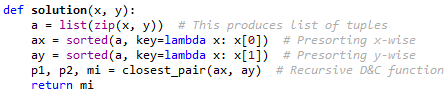 def solution(x, y):
    a = list(zip(x, y))  # This produces list of tuples
    ax = sorted(a, key=lambda x: x[0])  # Presorting x-wise
    ay = sorted(a, key=lambda x: x[1])  # Presorting y-wise
    p1, p2, mi = closest_pair(ax, ay)  # Recursive D&C function
    return mi